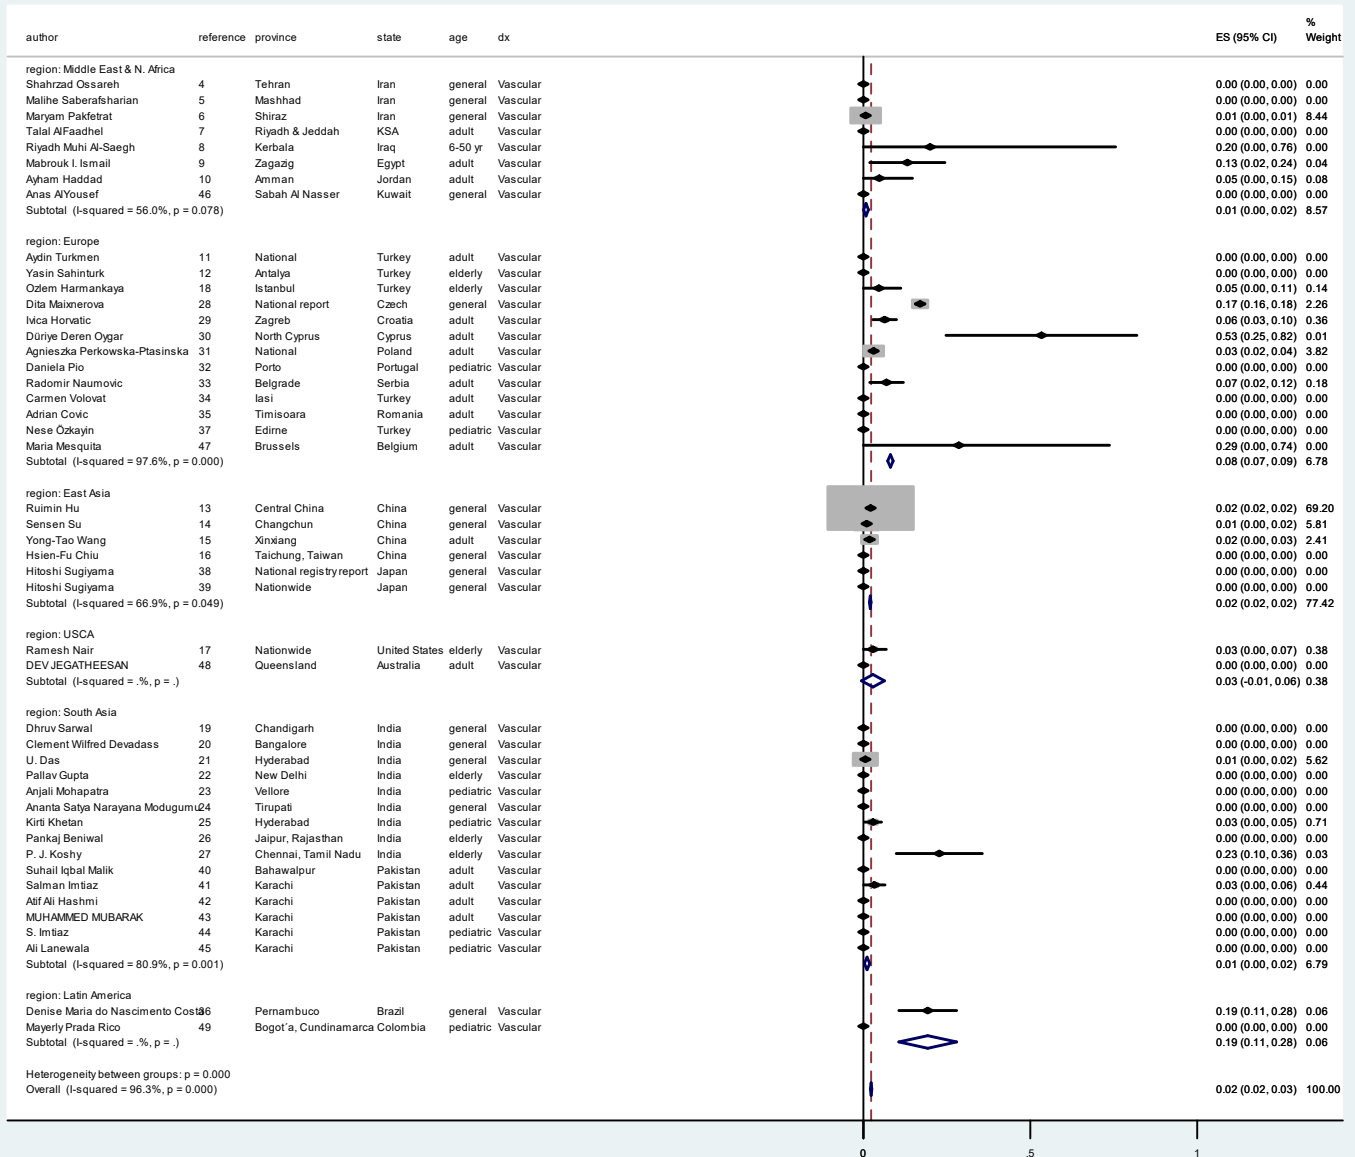 %
author reference province state age dx ES (95% CI) Weight
region: Middle East & N. Africa
Shahrzad Ossareh 4 Tehran Iran general Vascular 0.00 (0.00, 0.00) 0.00
Malihe Saberafsharian 5 Mashhad Iran general Vascular 0.00 (0.00, 0.00) 0.00
Maryam Pakfetrat 6 Shiraz Iran general Vascular 0.01 (0.00, 0.01) 8.44
Talal AlFaadhel 7 Riyadh & Jeddah KSA adult Vascular 0.00 (0.00, 0.00) 0.00
Riyadh Muhi Al-Saegh 8 Kerbala Iraq 6-50 yr Vascular 0.20 (0.00, 0.76) 0.00
Mabrouk I. Ismail 9 Zagazig Egypt adult Vascular 0.13 (0.02, 0.24) 0.04
Ayham Haddad 10 Amman Jordan adult Vascular 0.05 (0.00, 0.15) 0.08
Anas AlYousef 46 Sabah Al Nasser Kuwait general Vascular 0.00 (0.00, 0.00) 0.00
Subtotal (I-squared = 56.0%, p = 0.078) 0.01 (0.00, 0.02) 8.57
region: Europe
Aydin Turkmen 11 National Turkey adult Vascular 0.00 (0.00, 0.00) 0.00
Yasin Sahinturk 12 Antalya Turkey elderly Vascular 0.00 (0.00, 0.00) 0.00
Ozlem Harmankaya 18 Istanbul Turkey elderly Vascular 0.05 (0.00, 0.11) 0.14
Dita Maixnerova 28 National report Czech general Vascular 0.17 (0.16, 0.18) 2.26
Ivica Horvatic 29 Zagreb Croatia adult Vascular 0.06 (0.03, 0.10) 0.36
Düriye Deren Oygar 30 North Cyprus Cyprus adult Vascular 0.53 (0.25, 0.82) 0.01
Agnieszka Perkowska-Ptasinska 31 National Poland adult Vascular 0.03 (0.02, 0.04) 3.82
Daniela Pio 32 Porto Portugal pediatric Vascular 0.00 (0.00, 0.00) 0.00
Radomir Naumovic 33 Belgrade Serbia adult Vascular 0.07 (0.02, 0.12) 0.18
Carmen Volovat 34 Iasi Turkey adult Vascular 0.00 (0.00, 0.00) 0.00
Adrian Covic 35 Timisoara Romania adult Vascular 0.00 (0.00, 0.00) 0.00
Nese Özkayin 37 Edirne Turkey pediatric Vascular 0.00 (0.00, 0.00) 0.00
Maria Mesquita 47 Brussels Belgium adult Vascular 0.29 (0.00, 0.74) 0.00
Subtotal (I-squared = 97.6%, p = 0.000) 0.08 (0.07, 0.09) 6.78
region: East Asia
Ruimin Hu 13 Central China China general Vascular 0.02 (0.02, 0.02) 69.20
Sensen Su 14 Changchun China general Vascular 0.01 (0.00, 0.02) 5.81
Yong-Tao Wang 15 Xinxiang China adult Vascular 0.02 (0.00, 0.03) 2.41
Hsien-Fu Chiu 16 Taichung, Taiwan China general Vascular 0.00 (0.00, 0.00) 0.00
Hitoshi Sugiyama 38 National registry report Japan general Vascular 0.00 (0.00, 0.00) 0.00
Hitoshi Sugiyama 39 Nationwide Japan general Vascular 0.00 (0.00, 0.00) 0.00
Subtotal (I-squared = 66.9%, p = 0.049) 0.02 (0.02, 0.02) 77.42
region: USCA
Ramesh Nair 17 Nationwide United States elderly Vascular 0.03 (0.00, 0.07) 0.38
DEV JEGATHEESAN 48 Queensland Australia adult Vascular 0.00 (0.00, 0.00) 0.00
Subtotal (I-squared = .%, p = .) 0.03 (-0.01, 0.06) 0.38
region: South Asia
Dhruv Sarwal 19 Chandigarh India general Vascular 0.00 (0.00, 0.00) 0.00
Clement Wilfred Devadass 20 Bangalore India general Vascular 0.00 (0.00, 0.00) 0.00
U. Das 21 Hyderabad India general Vascular 0.01 (0.00, 0.02) 5.62
Pallav Gupta 22 New Delhi India elderly Vascular 0.00 (0.00, 0.00) 0.00
Anjali Mohapatra 23 Vellore India pediatric Vascular 0.00 (0.00, 0.00) 0.00
Ananta Satya Narayana Modugumu 24 Tirupati India general Vascular 0.00 (0.00, 0.00) 0.00
Kirti Khetan 25 Hyderabad India pediatric Vascular 0.03 (0.00, 0.05) 0.71
Pankaj Beniwal 26 Jaipur, Rajasthan India elderly Vascular 0.00 (0.00, 0.00) 0.00
P. J. Koshy 27 Chennai, Tamil Nadu India elderly Vascular 0.23 (0.10, 0.36) 0.03
Suhail Iqbal Malik 40 Bahawalpur Pakistan adult Vascular 0.00 (0.00, 0.00) 0.00
Salman Imtiaz 41 Karachi Pakistan adult Vascular 0.03 (0.00, 0.06) 0.44
Atif Ali Hashmi 42 Karachi Pakistan adult Vascular 0.00 (0.00, 0.00) 0.00
MUHAMMED MUBARAK 43 Karachi Pakistan adult Vascular 0.00 (0.00, 0.00) 0.00
S. Imtiaz 44 Karachi Pakistan pediatric Vascular 0.00 (0.00, 0.00) 0.00
Ali Lanewala 45 Karachi Pakistan pediatric Vascular 0.00 (0.00, 0.00) 0.00
Subtotal (I-squared = 80.9%, p = 0.001) 0.01 (0.00, 0.02) 6.79
region: Latin America
Denise Maria do Nascimento Costa 36 Pernambuco Brazil general Vascular 0.19 (0.11, 0.28) 0.06
Mayerly Prada Rico 49 Bogot´a, Cundinamarca Colombia pediatric Vascular 0.00 (0.00, 0.00) 0.00
Subtotal (I-squared = .%, p = .) 0.19 (0.11, 0.28) 0.06
Heterogeneity between groups: p = 0.000
Overall (I-squared = 96.3%, p = 0.000) 0.02 (0.02, 0.03) 100.00
0 .5 1